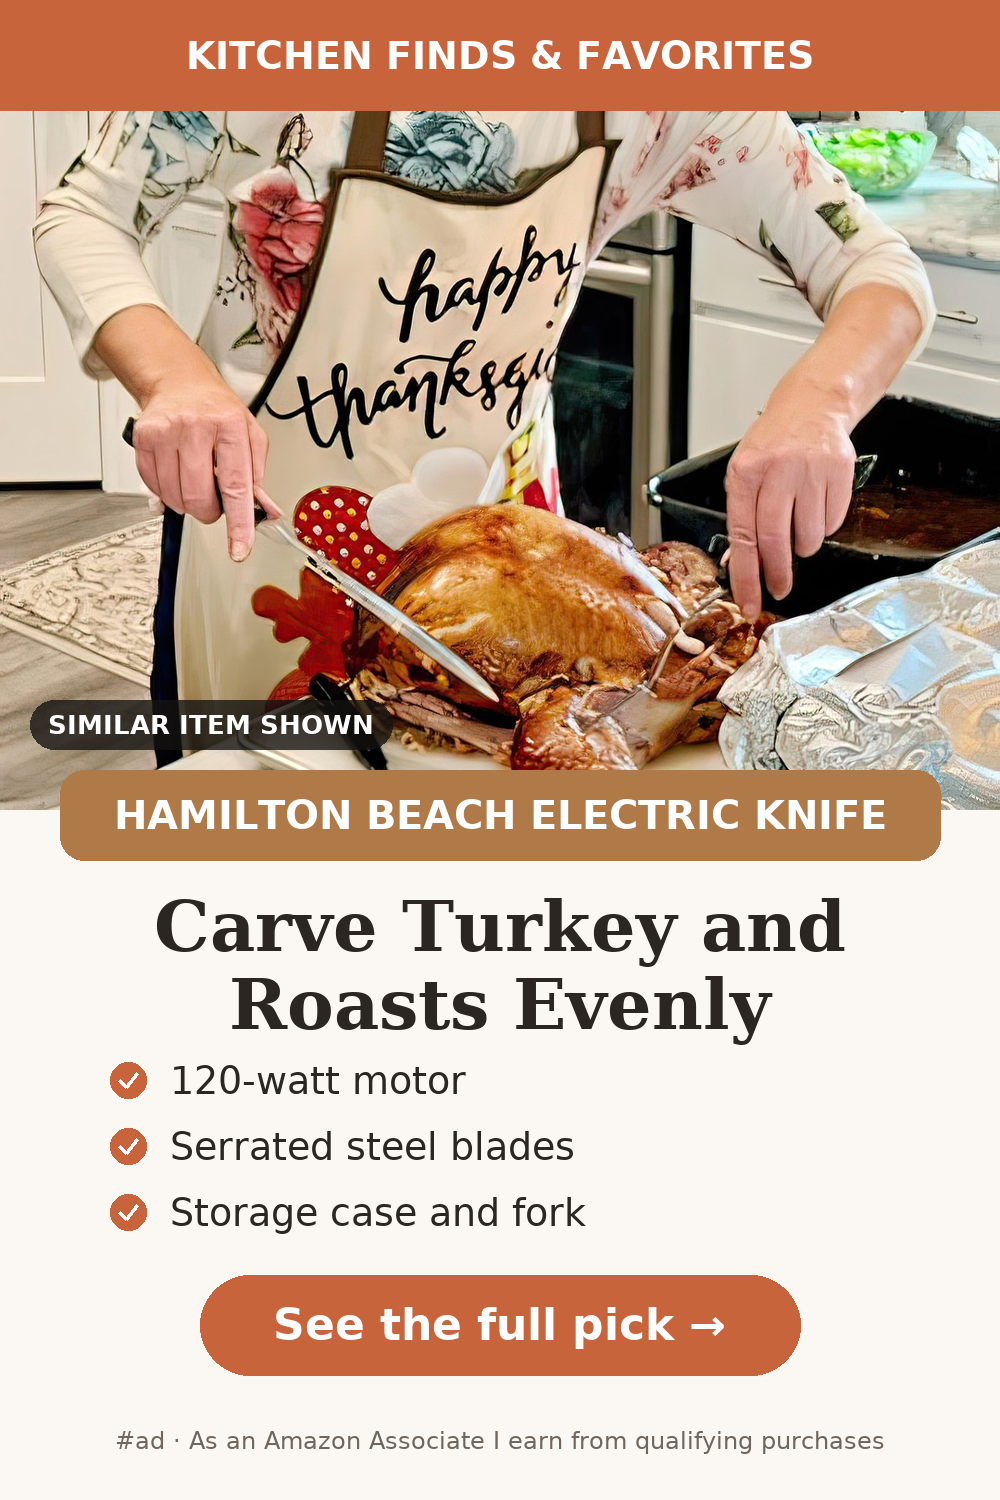 KITCHEN FINDS & FAVORITES
happy
thanksgi
SIMILAR ITEM SHOWN
HAMILTON BEACH ELECTRIC KNIFE
Carve Turkey and
Roasts Evenly
120-watt motor
Serrated steel blades
Storage case and fork
See the full pick →
#ad · As an Amazon Associate I earn from qualifying purchases